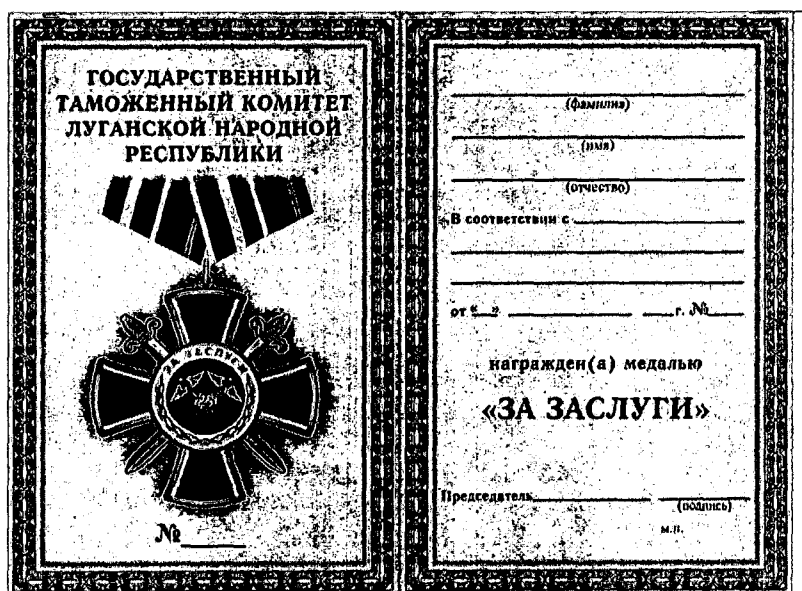 ГОСУДАРСТВЕННЫЙ
ТАМОЖЕННЫЙ КОМИТЕТ
ЛУГАНСКОЙ НАРОДНОЙ
РЕСПУБЛИКИ
ЗА ЗАСЛУГИ
№
(фамилия)
(имя)
(отчество)
В соответствии с
от « » г. №
награжден(а) медалью
«ЗА ЗАСЛУГИ»
Председатель
(подпись)
м.п.